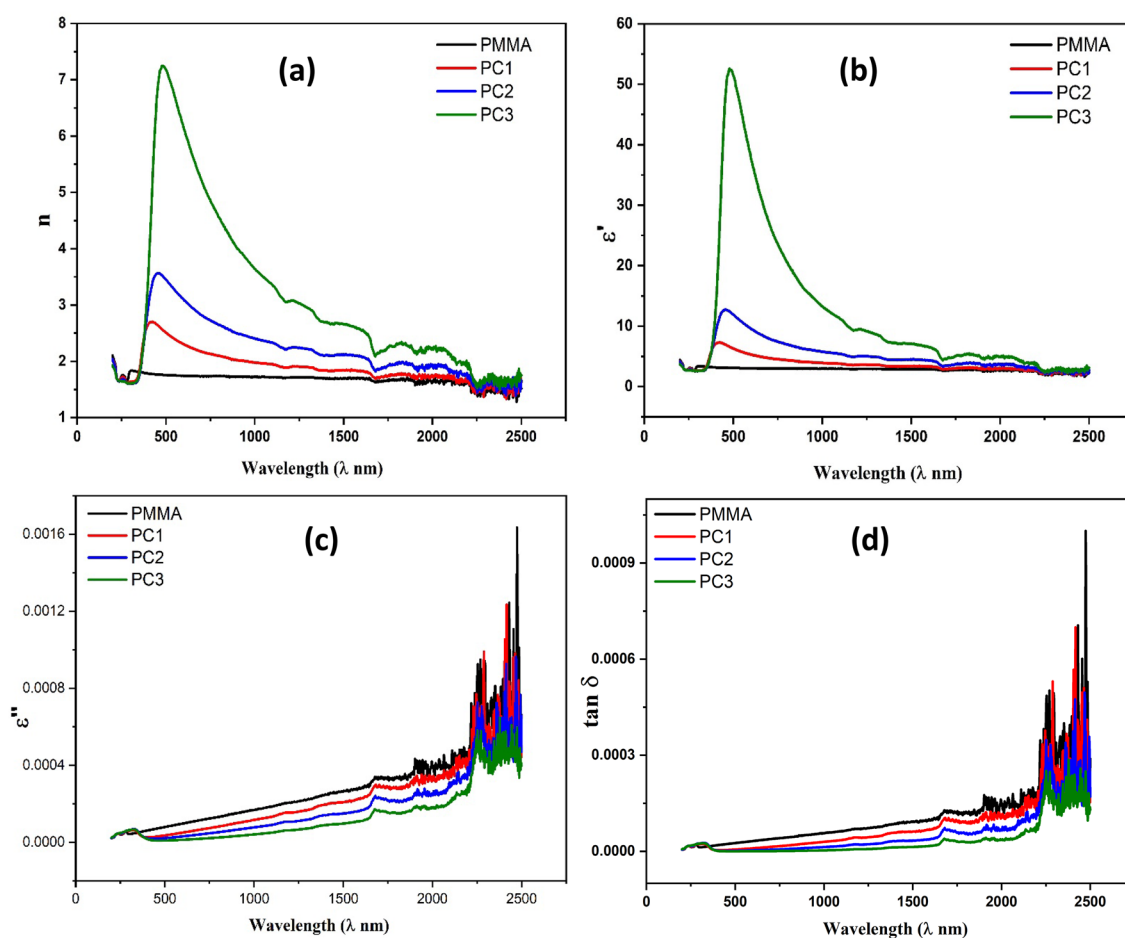 (a)
PMMA
PC1
PC2
PC3
8
7
6
5
4
3
2
1
n
0 500 1000 1500 2000 2500
Wavelength (λ nm)
(b)
PMMA
PC1
PC2
PC3
60
50
40
30
20
10
0
ε'
0 500 1000 1500 2000 2500
Wavelength (λ nm)
(c)
PMMA
PC1
PC2
PC3
0.0016
0.0012
0.0008
0.0004
0.0000
ε"
0 500 1000 1500 2000 2500
Wavelength (λ nm)
(d)
PMMA
PC1
PC2
PC3
0.0009
0.0006
0.0003
0.0000
tan δ
0 500 1000 1500 2000 2500
Wavelength (λ nm)